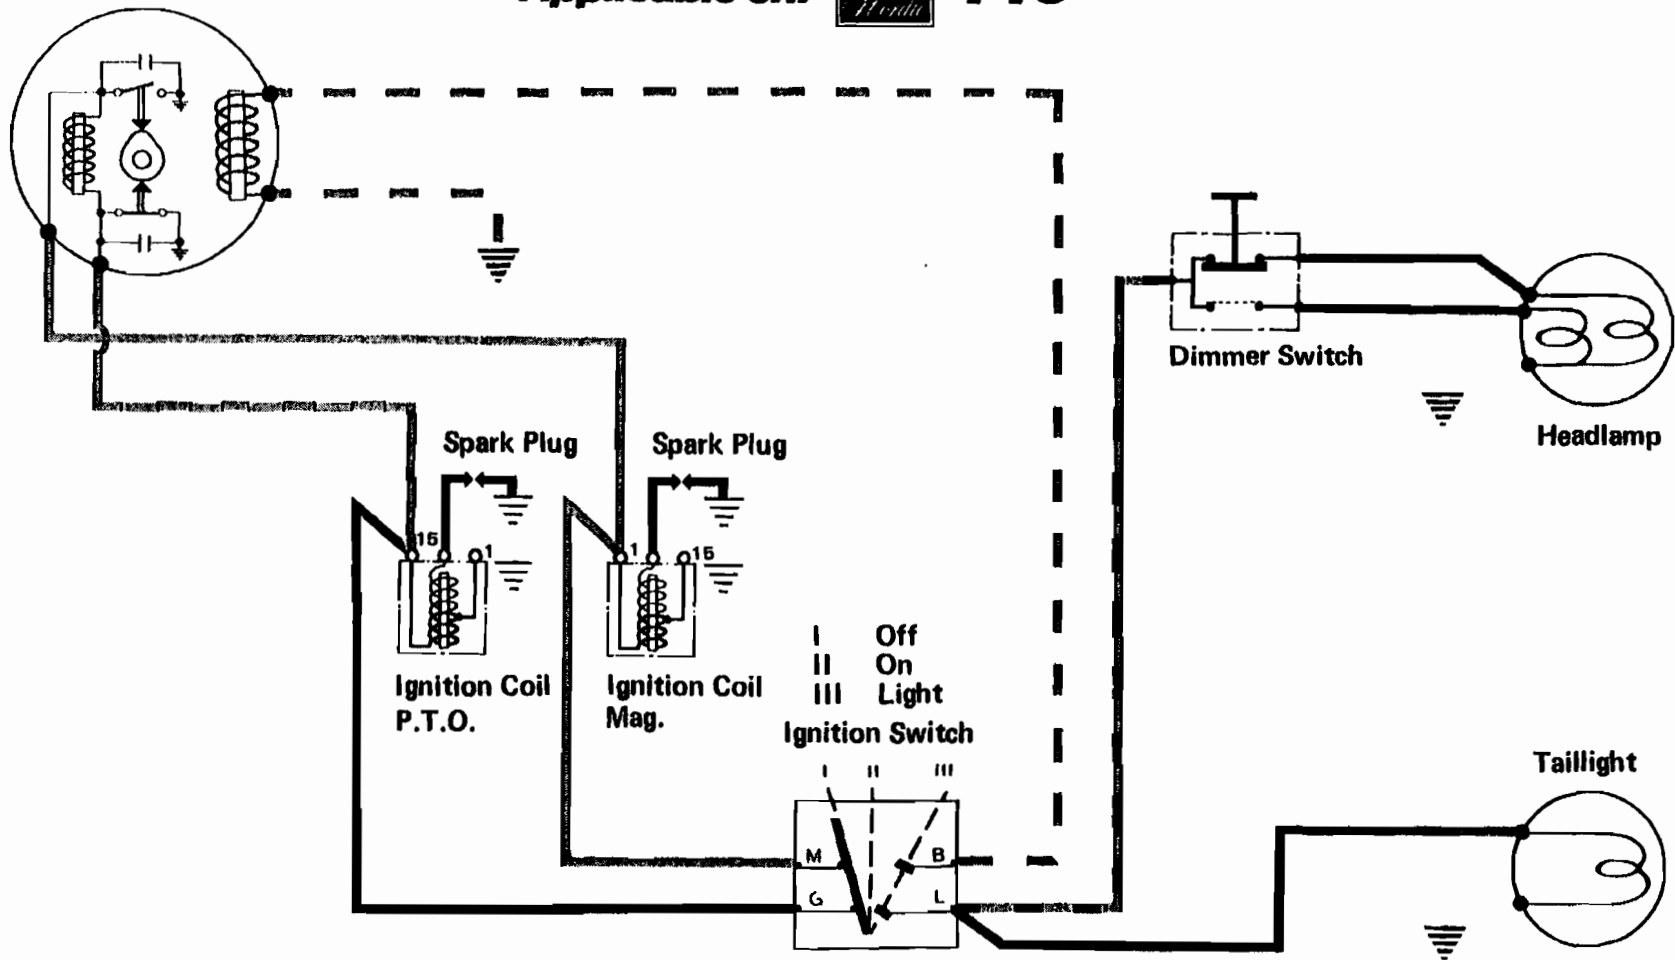 Dimmer Switch
Headlamp
Spark Plug
Spark Plug
15
1
1
15
Ignition Coil
P.T.O.
Ignition Coil
Mag.
I Off
II On
III Light
Ignition Switch
I II III
M B
G L
Taillight